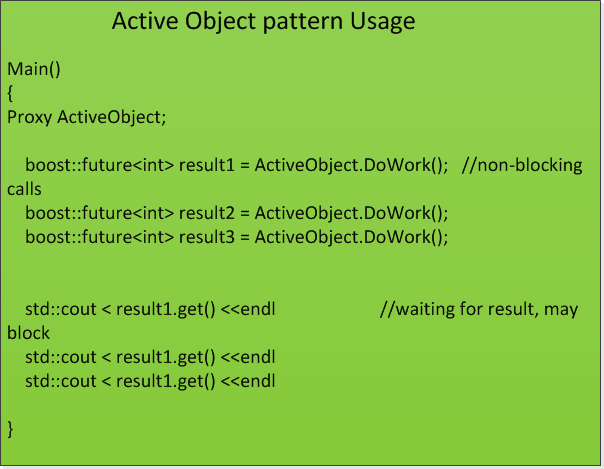 Active Object pattern Usage
Main()
{
Proxy ActiveObject;
boost::future<int> result1 = ActiveObject.DoWork(); //non-blocking
calls
boost::future<int> result2 = ActiveObject.DoWork();
boost::future<int> result3 = ActiveObject.DoWork();
std::cout < result1.get() <<endl //waiting for result, may
block
std::cout < result1.get() <<endl
std::cout < result1.get() <<endl
}